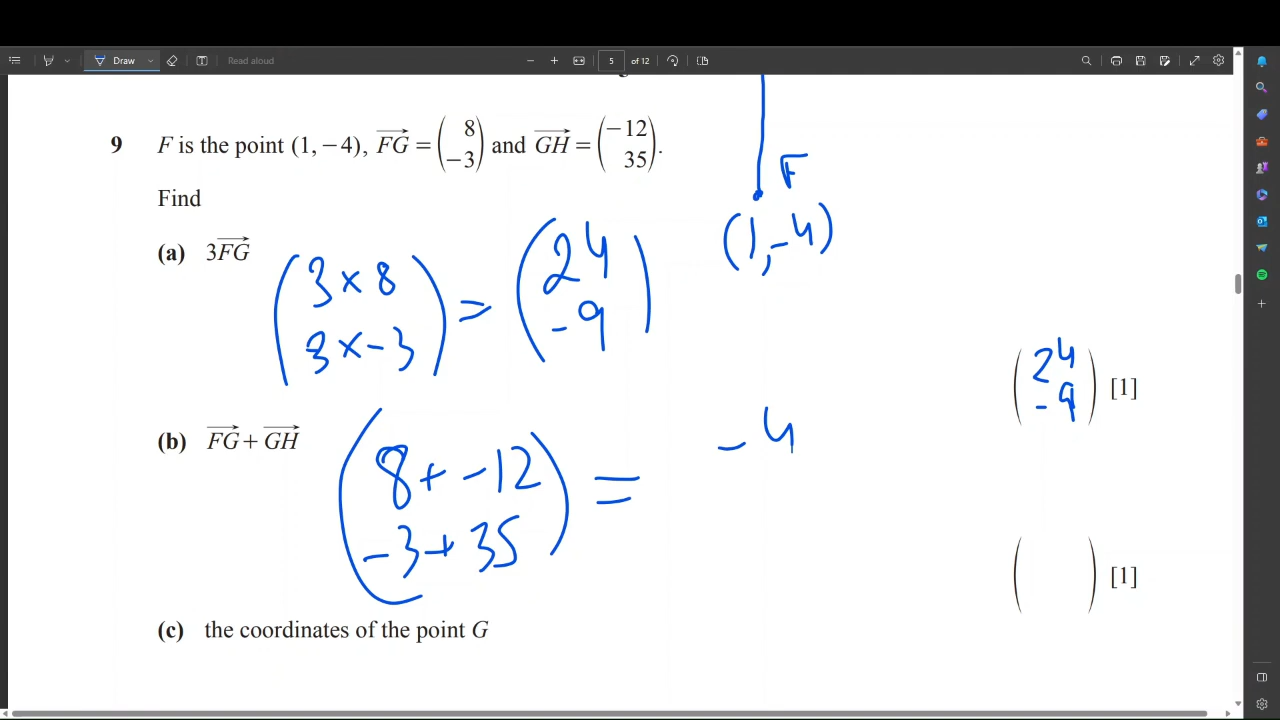 Draw
Read aloud
5 of 12
9 F is the point (1, −4), FG = (8 −3) and GH = (−12 35).
F
Find
(1, -4)
(a) 3FG
(3 × 8 3 × -3) = (24 -9)
(24 -9) [1]
(b) FG + GH
(8 + -12 -3 + 35) = -4
( ) [1]
(c) the coordinates of the point G